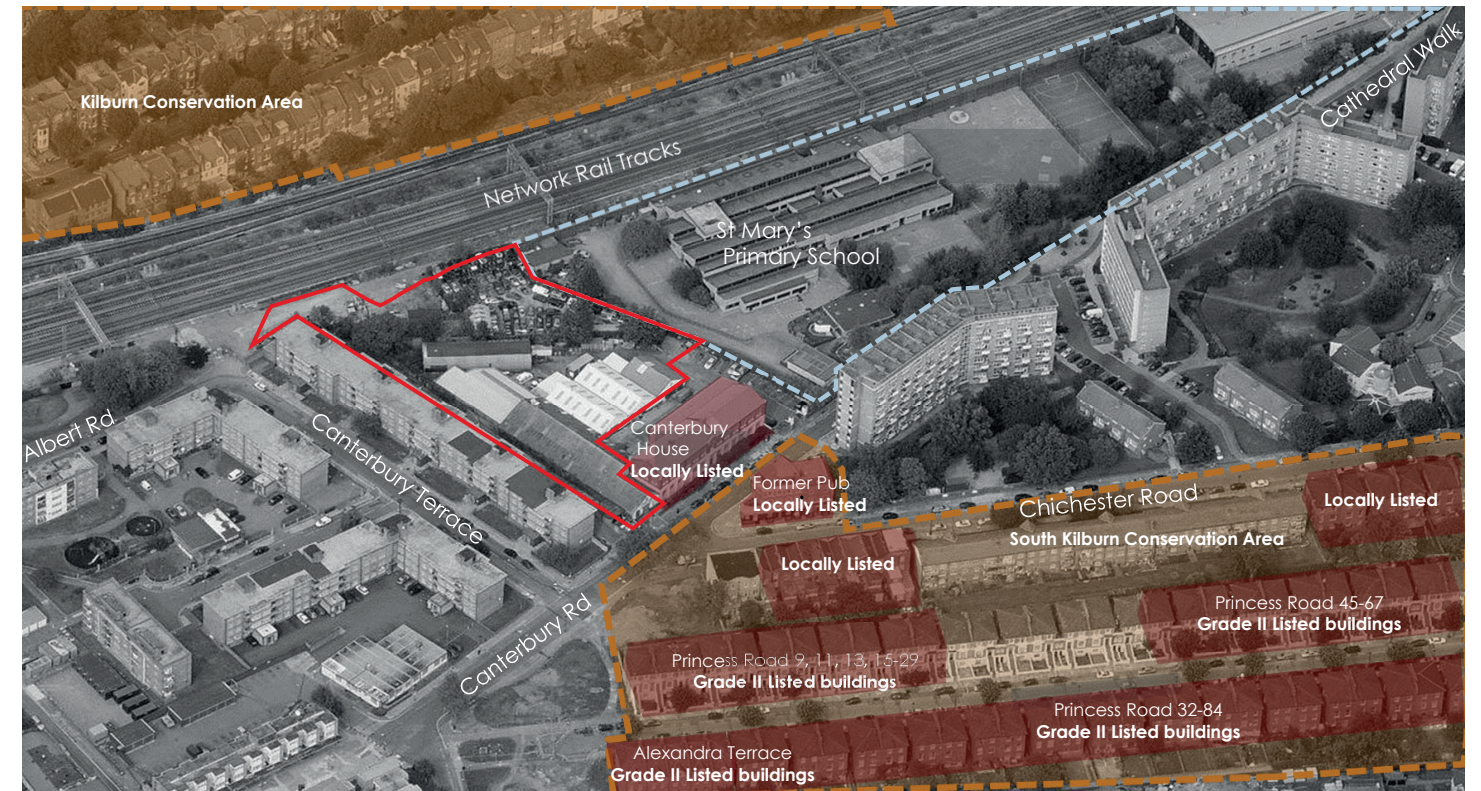 Kilburn Conservation Area
Cathedral Walk
Network Rail Tracks
St Mary's
Primary School
Albert Rd
Canterbury Terrace
Canterbury
House
Locally Listed
Former Pub
Locally Listed
Chichester Road
Locally Listed
South Kilburn Conservation Area
Locally Listed
Canterbury Rd
Princess Road 45-67
Grade II Listed buildings
Princess Road 9, 11, 13, 15-29
Grade II Listed buildings
Princess Road 32-84
Grade II Listed buildings
Alexandra Terrace
Grade II Listed buildings